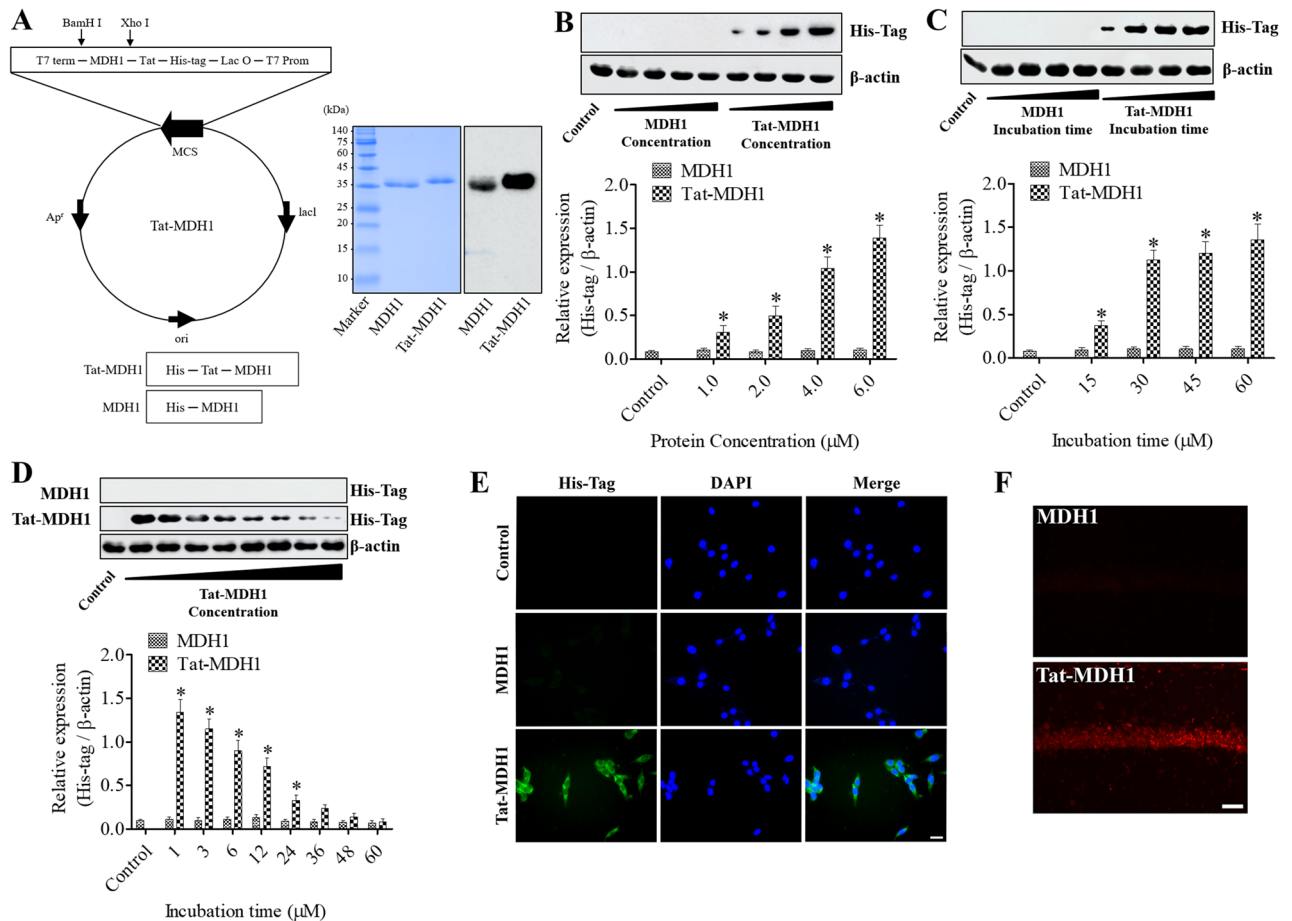 A
BamH I
Xho I
T7 term — MDH1 — Tat — His-tag — Lac O — T7 Prom
MCS
Apr
lacI
Tat-MDH1
ori
Tat-MDH1
His — Tat — MDH1
MDH1
His — MDH1
(kDa)
140
75
60
45
35
25
20
15
10
Marker
MDH1
Tat-MDH1
MDH1
Tat-MDH1
B
His-Tag
β-actin
Control
MDH1
Concentration
Tat-MDH1
Concentration
MDH1
Tat-MDH1
Relative expression
(His-tag / β-actin)
2.0
1.5
1.0
0.5
0.0
* * * *
Control
1.0
2.0
4.0
6.0
Protein Concentration (μM)
C
His-Tag
β-actin
Control
MDH1
Incubation time
Tat-MDH1
Incubation time
MDH1
Tat-MDH1
Relative expression
(His-tag / β-actin)
2.0
1.5
1.0
0.5
0.0
* * * *
Control
15
30
45
60
Incubation time (μM)
D
MDH1
His-Tag
Tat-MDH1
His-Tag
β-actin
Control
Tat-MDH1
Concentration
MDH1
Tat-MDH1
Relative expression
(His-tag / β-actin)
2.0
1.5
1.0
0.5
0.0
* * * * *
Control
1
3
6
12
24
36
48
60
Incubation time (μM)
E
His-Tag
DAPI
Merge
Control
MDH1
Tat-MDH1
F
MDH1
Tat-MDH1